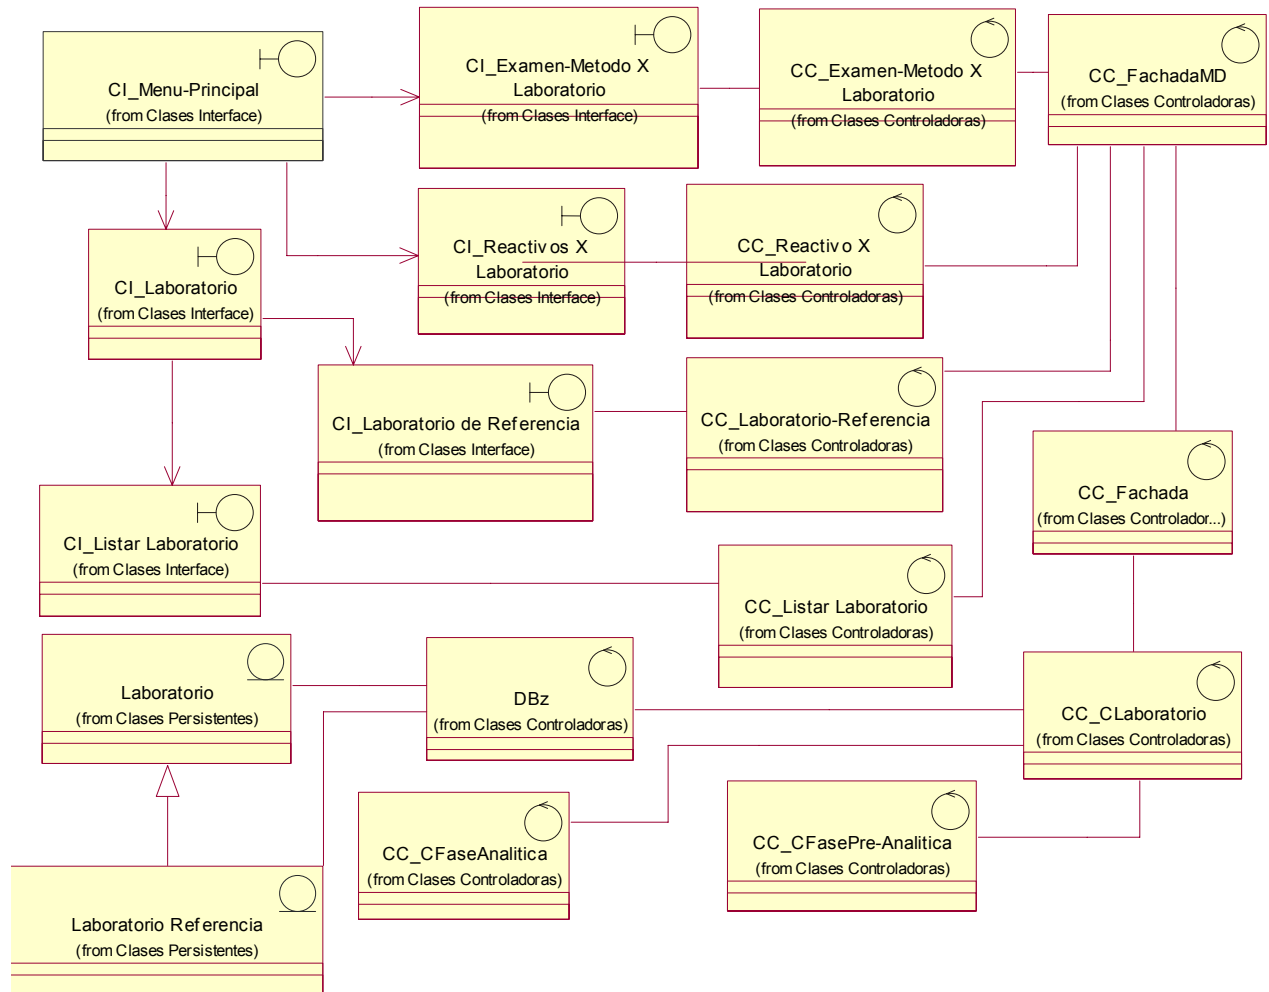 CI_Menu-Principal
(from Clases Interface)
CI_Examen-Metodo X
Laboratorio
(from Clases Interface)
CC_Examen-Metodo X
Laboratorio
(from Clases Controladoras)
CC_FachadaMD
(from Clases Controladoras)
CI_Laboratorio
(from Clases Interface)
CI_Reactivos X
Laboratorio
(from Clases Interface)
CC_Reactivo X
Laboratorio
(from Clases Controladoras)
CI_Laboratorio de Referencia
(from Clases Interface)
CC_Laboratorio-Referencia
(from Clases Controladoras)
CC_Fachada
(from Clases Controlador...)
CI_Listar Laboratorio
(from Clases Interface)
CC_Listar Laboratorio
(from Clases Controladoras)
Laboratorio
(from Clases Persistentes)
DBz
(from Clases Controladoras)
CC_CLaboratorio
(from Clases Controladoras)
CC_CFaseAnalitica
(from Clases Controladoras)
CC_CFasePre-Analitica
(from Clases Controladoras)
Laboratorio Referencia
(from Clases Persistentes)